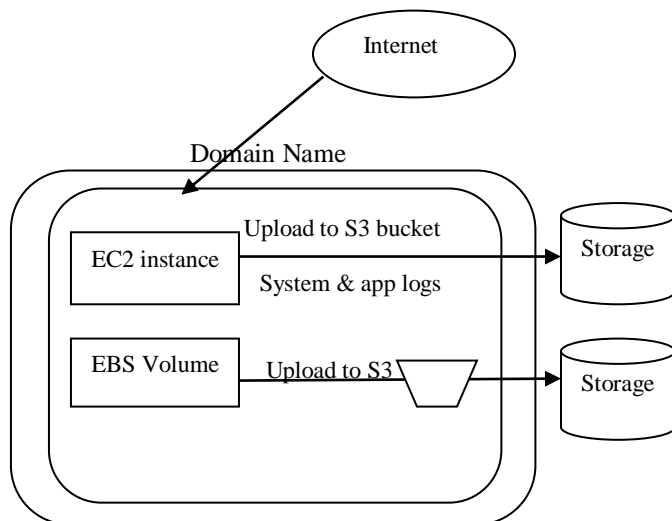 Internet
Domain Name
Upload to S3 bucket
EC2 instance
Storage
System & app logs
EBS Volume
Upload to S3
Storage